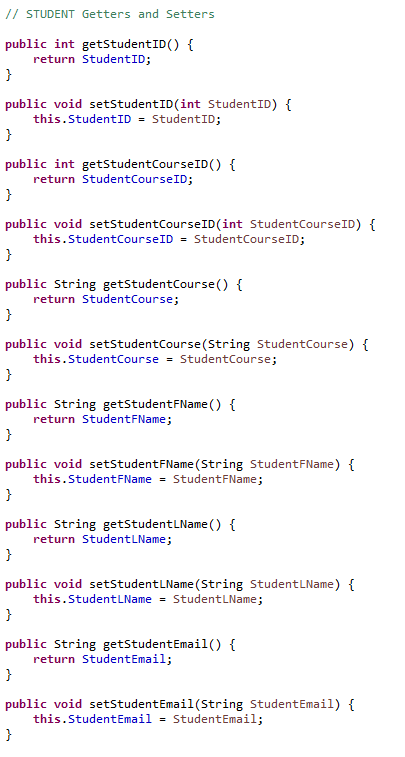 // STUDENT Getters and Setters
public int getStudentID() {
return StudentID;
}
public void setStudentID(int StudentID) {
this.StudentID = StudentID;
}
public int getStudentCourseID() {
return StudentCourseID;
}
public void setStudentCourseID(int StudentCourseID) {
this.StudentCourseID = StudentCourseID;
}
public String getStudentCourse() {
return StudentCourse;
}
public void setStudentCourse(String StudentCourse) {
this.StudentCourse = StudentCourse;
}
public String getStudentFName() {
return StudentFName;
}
public void setStudentFName(String StudentFName) {
this.StudentFName = StudentFName;
}
public String getStudentLName() {
return StudentLName;
}
public void setStudentLName(String StudentLName) {
this.StudentLName = StudentLName;
}
public String getStudentEmail() {
return StudentEmail;
}
public void setStudentEmail(String StudentEmail) {
this.StudentEmail = StudentEmail;
}